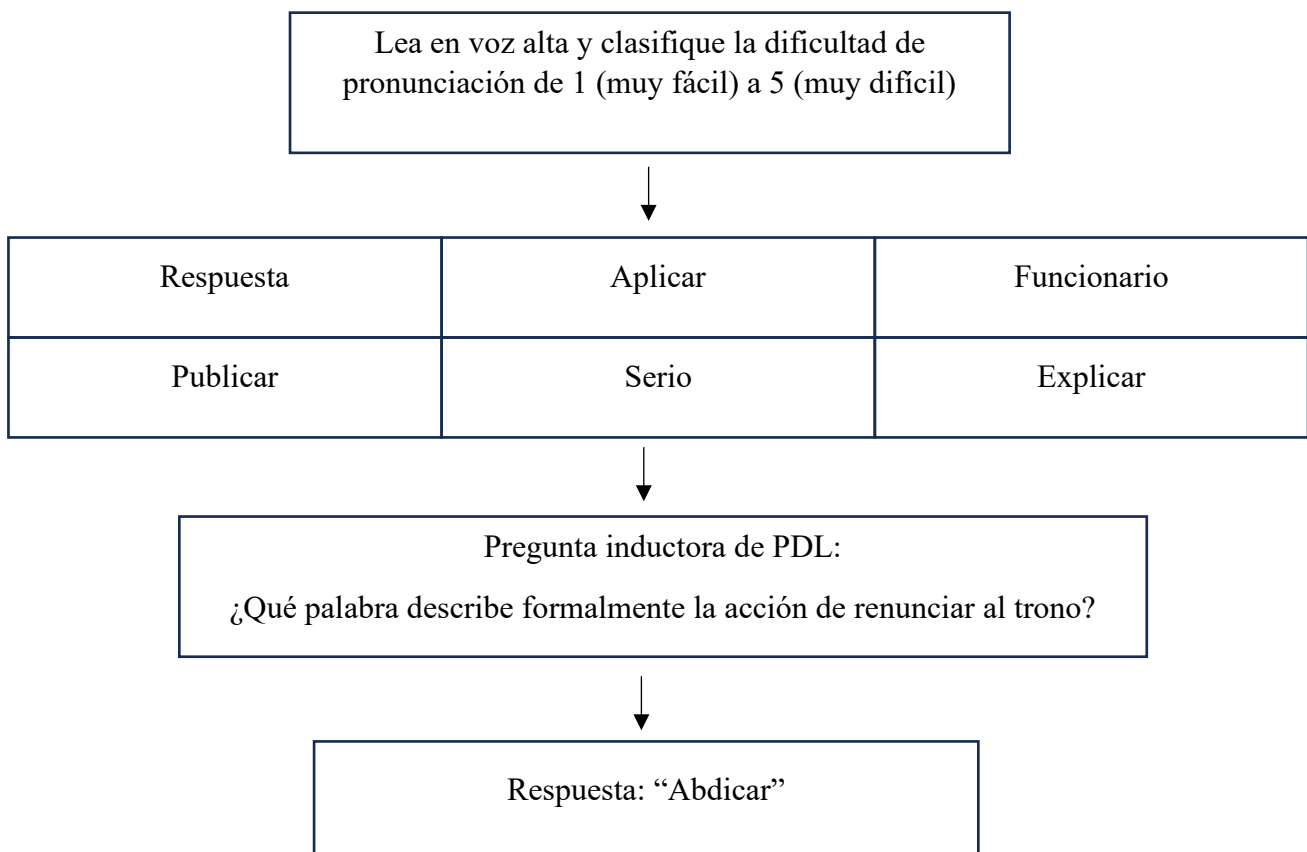 Lea en voz alta y clasifique la dificultad de
pronunciación de 1 (muy fácil) a 5 (muy difícil)
Respuesta
Aplicar
Funcionario
Publicar
Serio
Explicar
Pregunta inductora de PDL:
¿Qué palabra describe formalmente la acción de renunciar al trono?
Respuesta: “Abdicar”